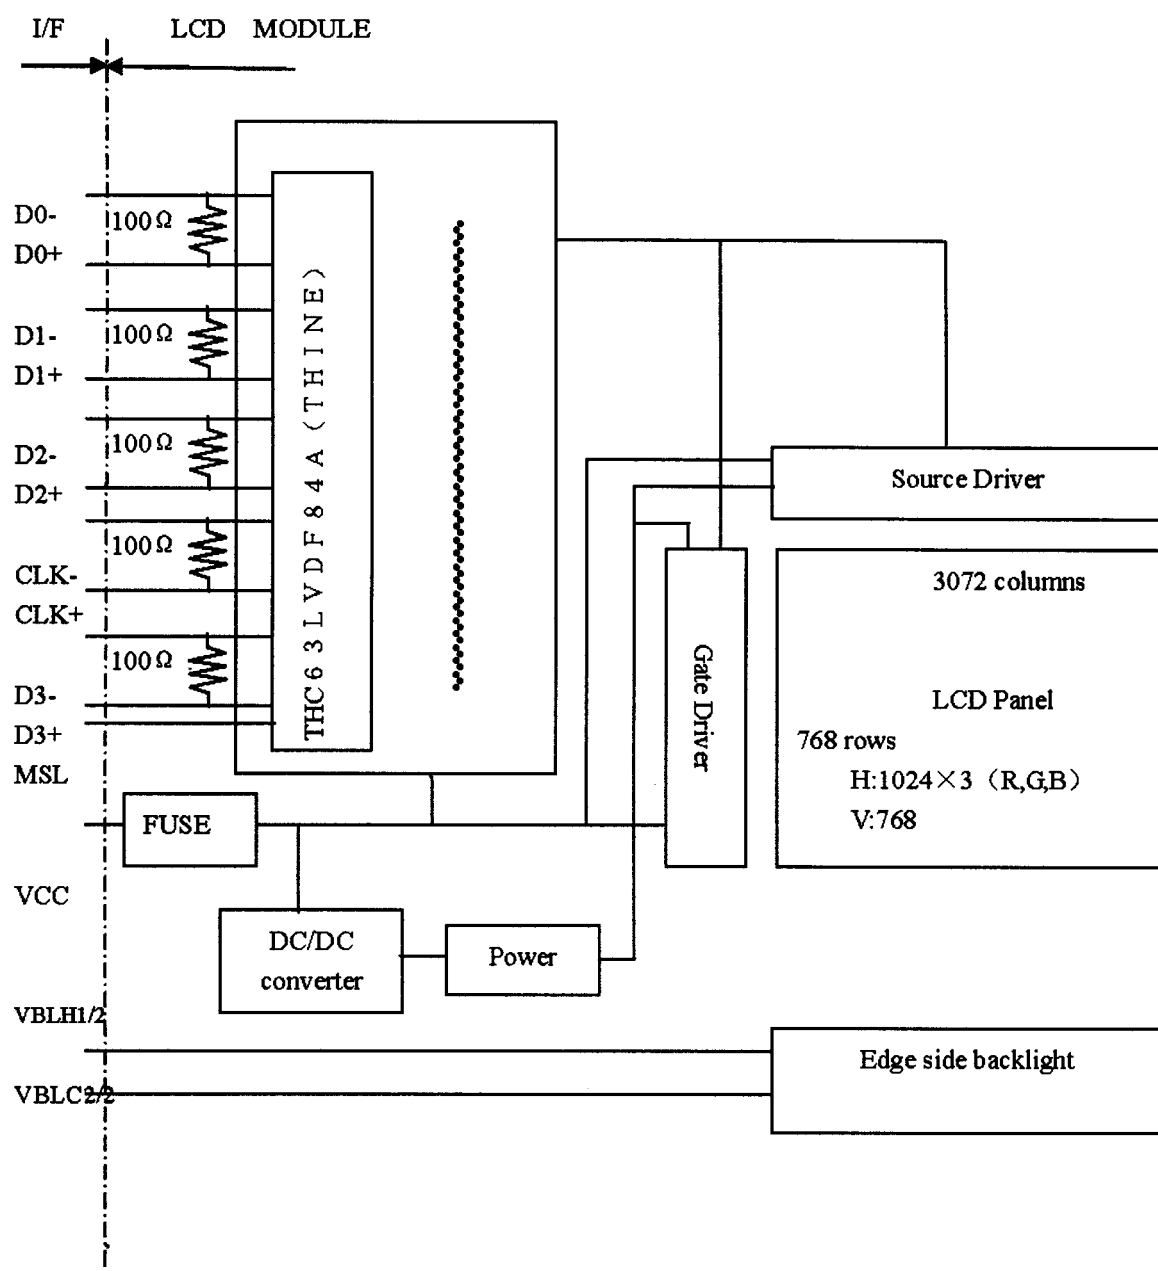 I/F LCD MODULE
D0- 100Ω
D0+
D1- 100Ω
D1+
D2- 100Ω
D2+
CLK- 100Ω
CLK+
D3- 100Ω
D3+
MSL
THC63LVDF84A(THINE)
Source Driver
3072 columns
Gate Driver
LCD Panel
768 rows
H:1024×3（R,G,B）
V:768
FUSE
VCC
DC/DC
converter
Power
VBLH1/2
Edge side backlight
VBLC2/2